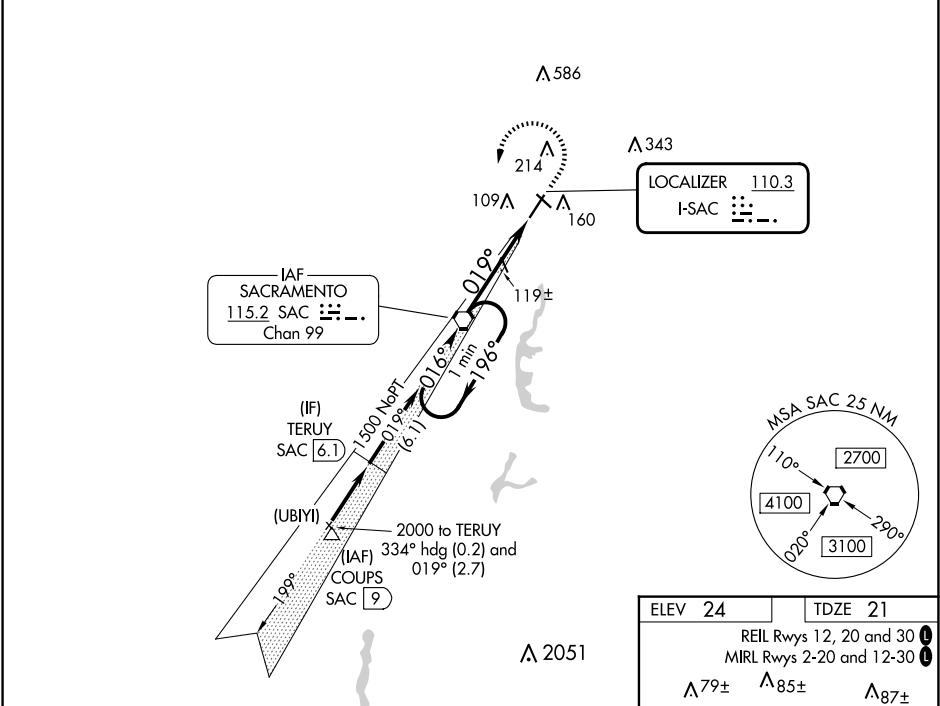 586
343
214
109
160
LOCALIZER 110.3
I-SAC
IAF
SACRAMENTO
115.2 SAC
Chan 99
019°
119±
016°
1 min
196°
1500 NoPT
019°
(6.1)
(IF)
TERUY
SAC 6.1
(UBIYI)
2000 to TERUY
334° hdg (0.2) and
019° (2.7)
(IAF)
COUPS
SAC 9
199°
2051
MSA SAC 25 NM
110°
2700
4100
290°
020°
3100
ELEV 24
TDZE 21
REIL Rwys 12, 20 and 30 L
MIRL Rwys 2-20 and 12-30 L
79±
85±
87±